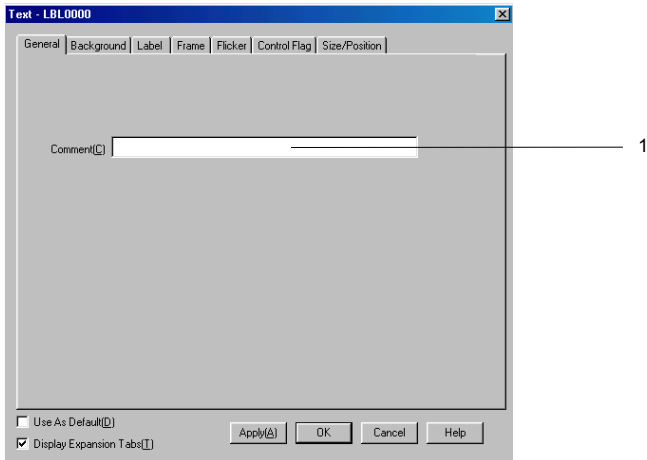 Text - LBL0000
General Background Label Frame Flicker Control Flag Size/Position
Comment(C) 1
Use As Default(D)
Display Expansion Tabs(T)
Apply(A) OK Cancel Help